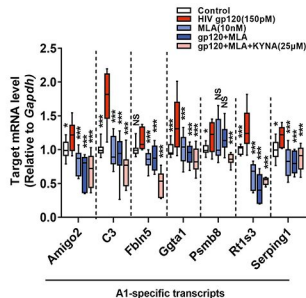 Control
HIV gp120(150pM)
MLA(10nM)
gp120+MLA
gp120+MLA+KYNA(25μM)
Target mRNA level
(Relative to Gapdh)
2.5
2.0
1.5
1.0
0.5
0.0
* *** *** *** *** *** *** *** NS *** *** *** *** *** *** *** * NS NS *** *** *** *** *** * *** *** ***
Amigo2 C3 Fbln5 Ggta1 Psmb8 Rt1s3 Serping1
A1-specific transcripts